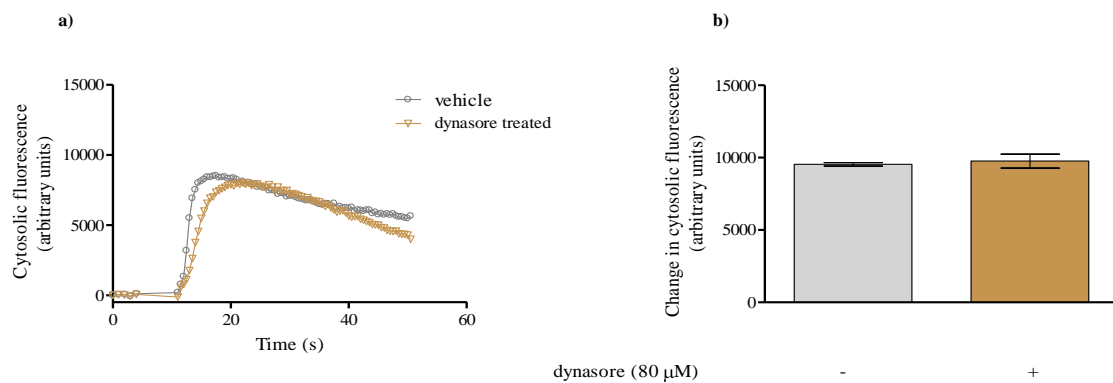 a)
Cytosolic fluorescence
(arbitrary units)
15000
10000
5000
0
0
20
40
60
Time (s)
vehicle
dynasore treated
b)
Change in cytosolic fluorescence
(arbitrary units)
15000
10000
5000
0
dynasore (80 μM)
-
+